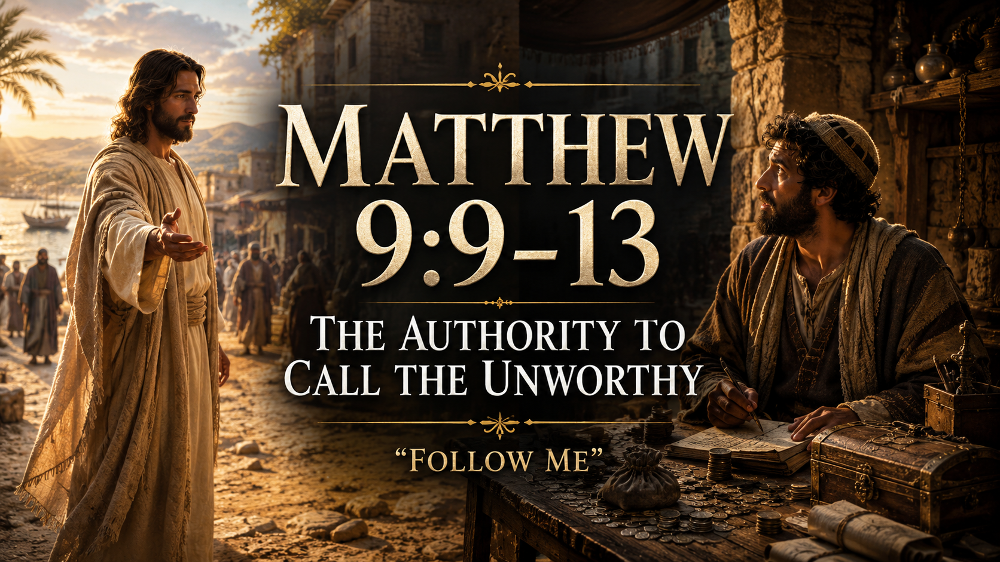 MATTHEW
9:9–13
THE AUTHORITY TO
CALL THE UNWORTHY
“FOLLOW ME”